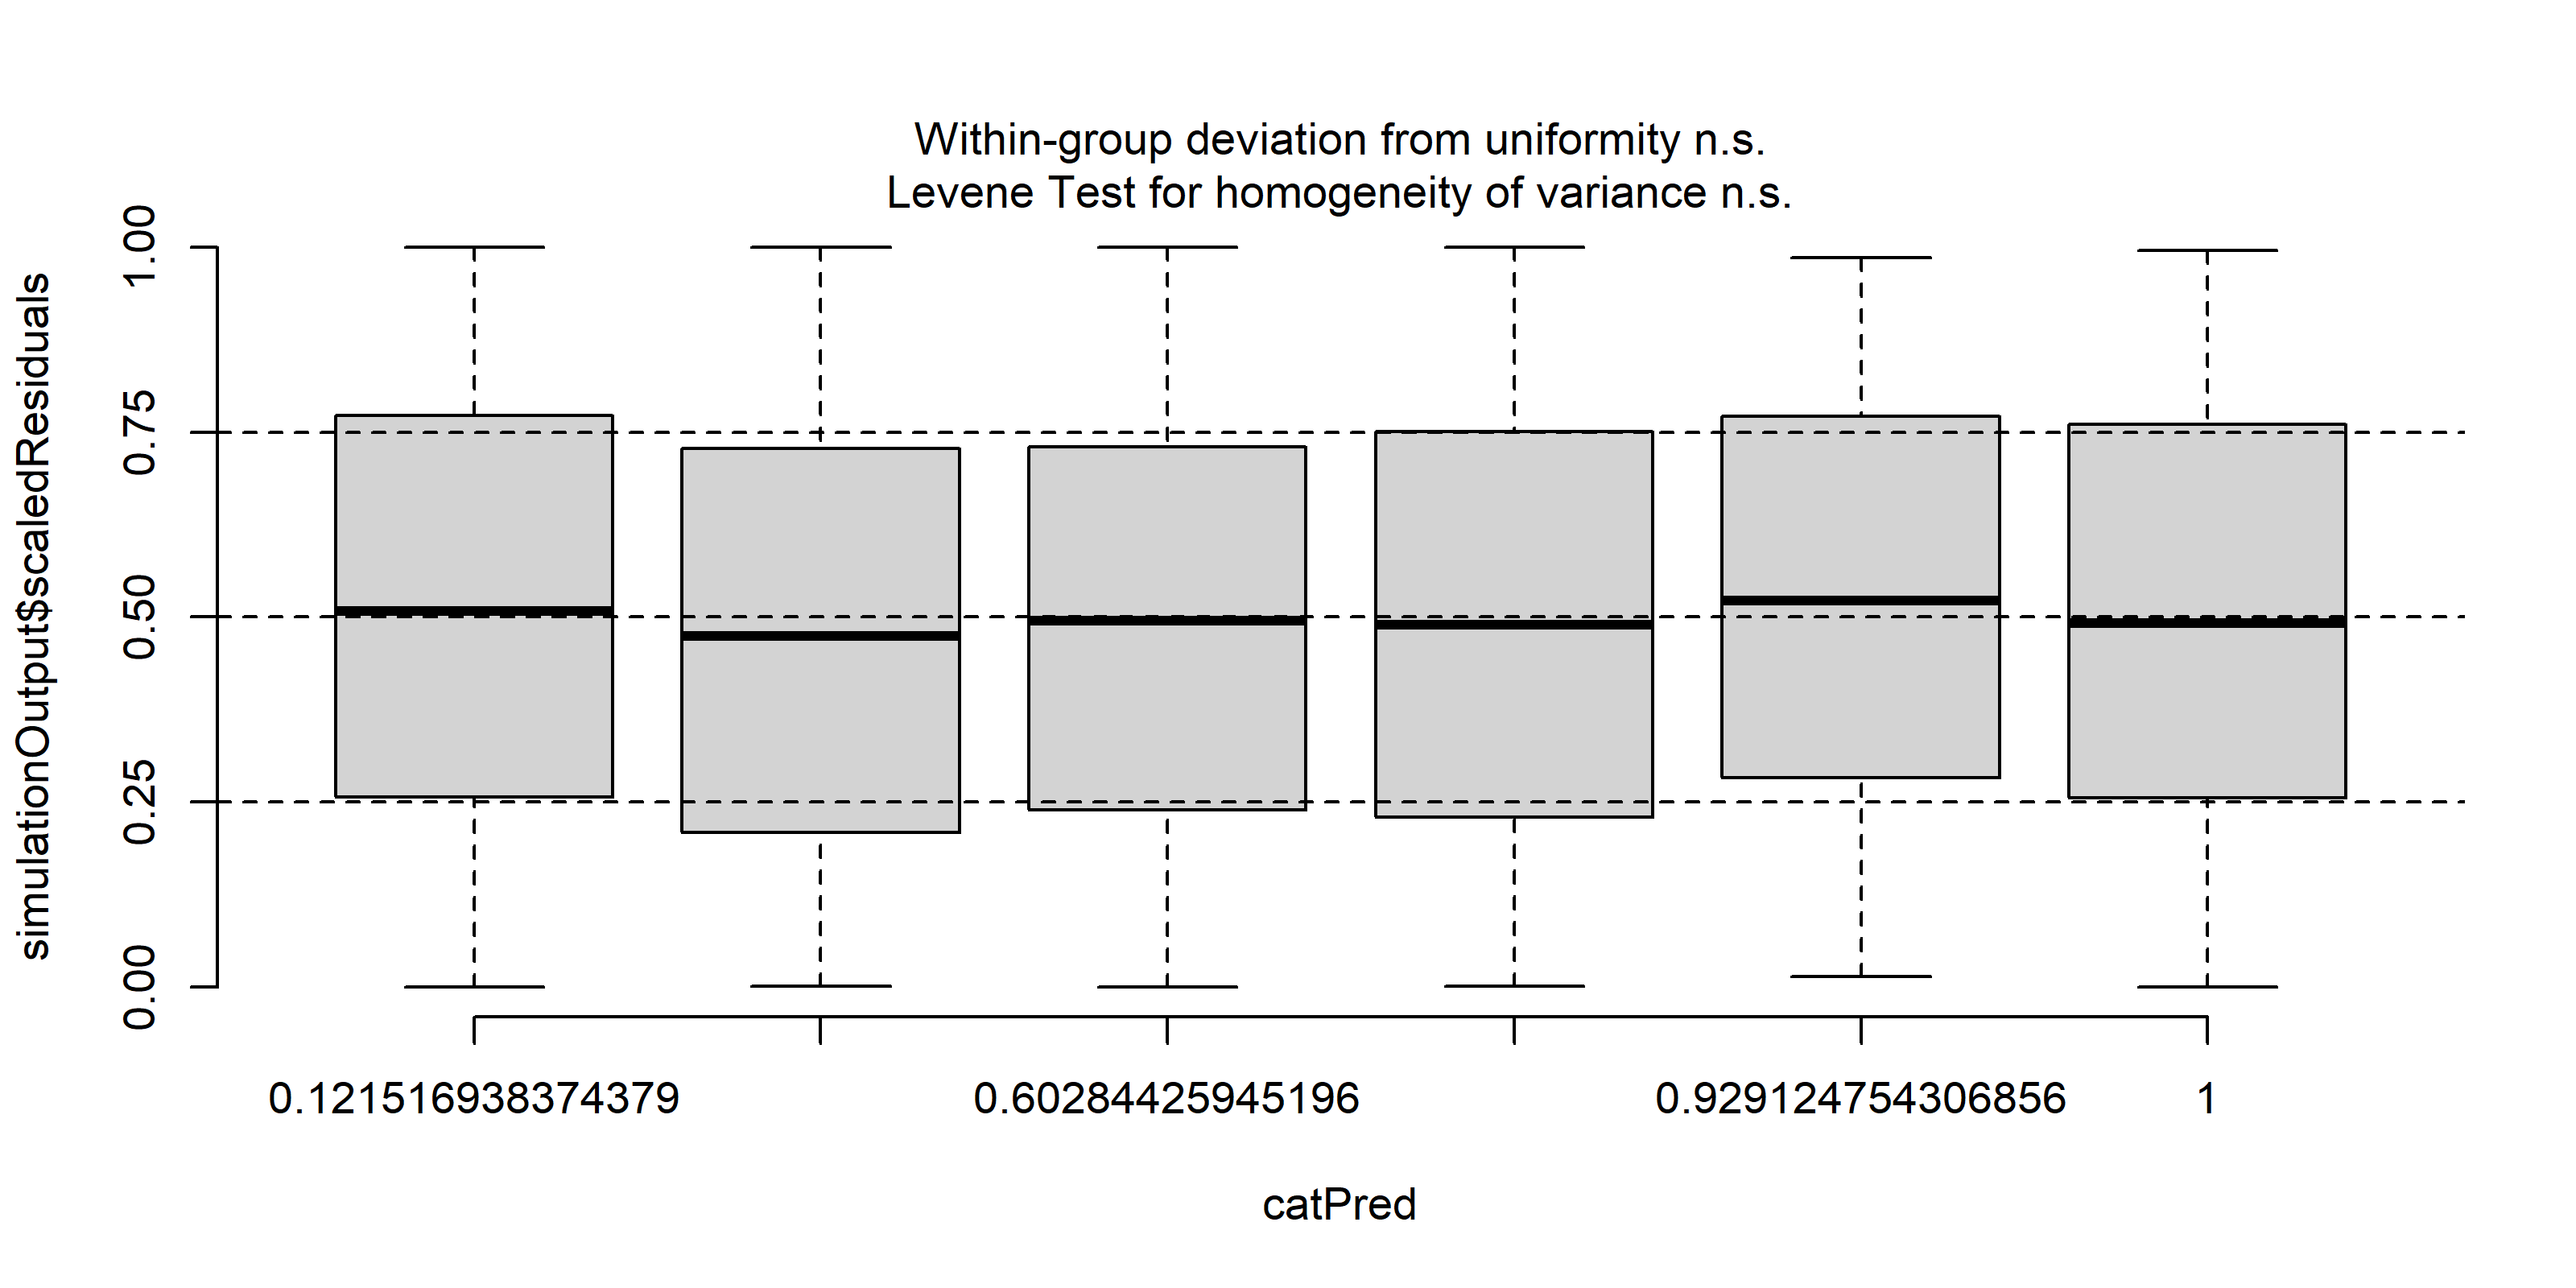 Within-group deviation from uniformity n.s.
Levene Test for homogeneity of variance n.s.
simulationOutput$scaledResiduals
1.00
0.75
0.50
0.25
0.00
0.121516938374379 0.60284425945196 0.929124754306856 1
catPred